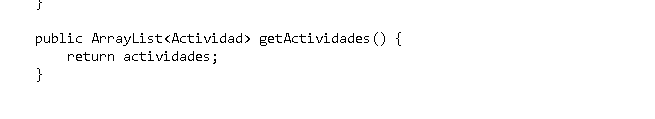 }
public ArrayList<Actividad> getActividades() {
return actividades;
}